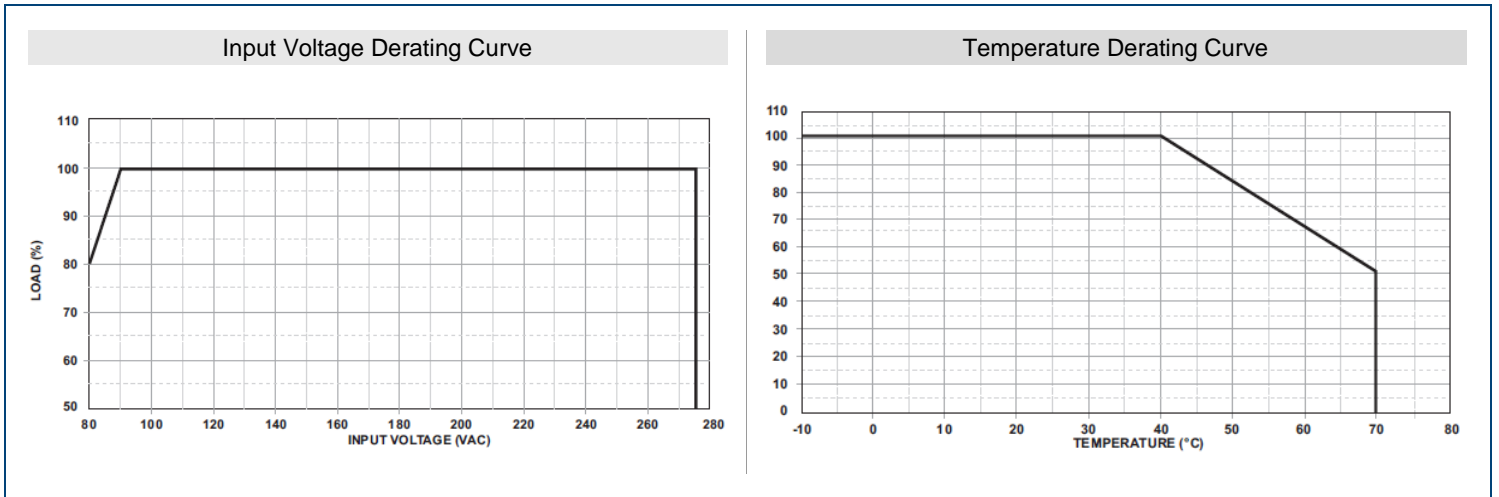 Input Voltage Derating Curve
110
100
90
80
70
60
50
LOAD (%)
80 100 120 140 160 180 200 220 240 260 280
INPUT VOLTAGE (VAC)
Temperature Derating Curve
110
100
90
80
70
60
50
40
30
20
10
0
-10 0 10 20 30 40 50 60 70 80
TEMPERATURE (°C)